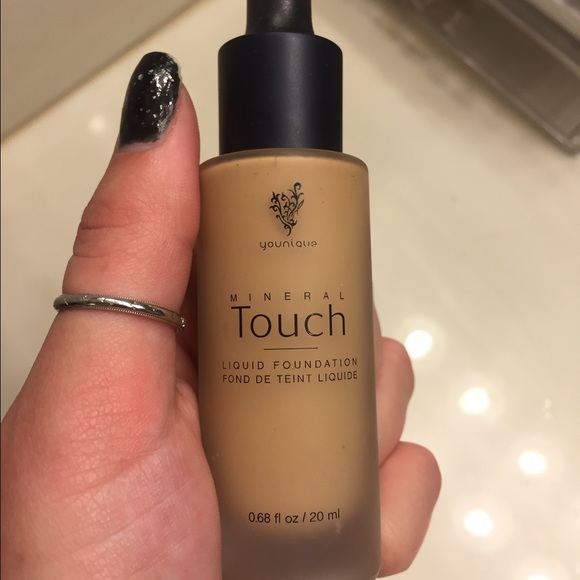 younique
MINERAL
Touch
LIQUID FOUNDATION
FOND DE TEINT LIQUIDE
0.68 fl oz / 20 ml